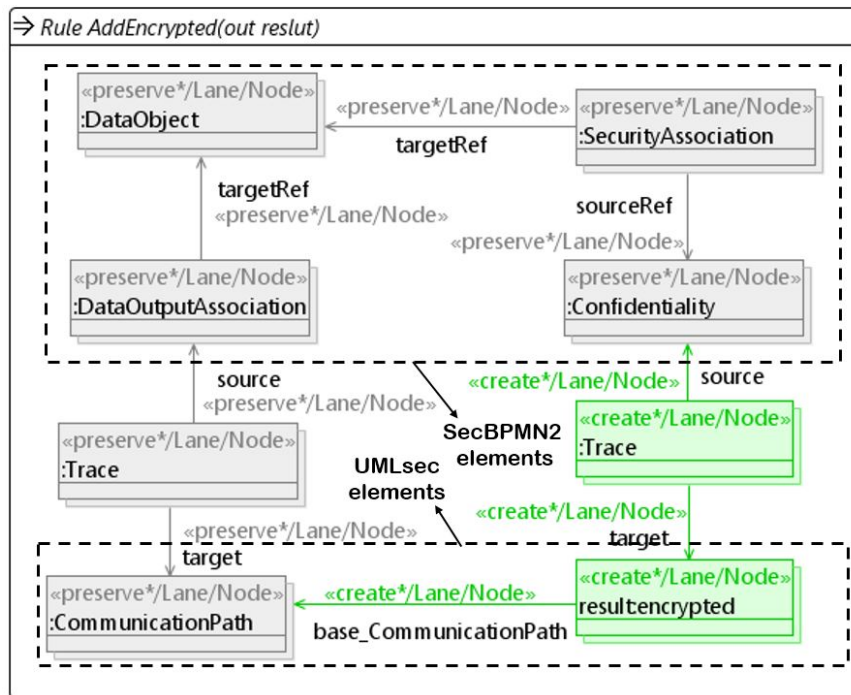 Rule AddEncrypted(out reslut)
«preserve*/Lane/Node»
:DataObject
«preserve*/Lane/Node»
targetRef
«preserve*/Lane/Node»
:SecurityAssociation
targetRef
«preserve*/Lane/Node»
sourceRef
«preserve*/Lane/Node»
«preserve*/Lane/Node»
:DataOutputAssociation
«preserve*/Lane/Node»
:Confidentiality
source
«preserve*/Lane/Node»
«create*/Lane/Node»
source
SecBPMN2
elements
«preserve*/Lane/Node»
:Trace
«create*/Lane/Node»
:Trace
UMLsec
elements
«preserve*/Lane/Node»
target
«create*/Lane/Node»
target
«preserve*/Lane/Node»
:CommunicationPath
«create*/Lane/Node»
base_CommunicationPath
«create*/Lane/Node»
result:encrypted